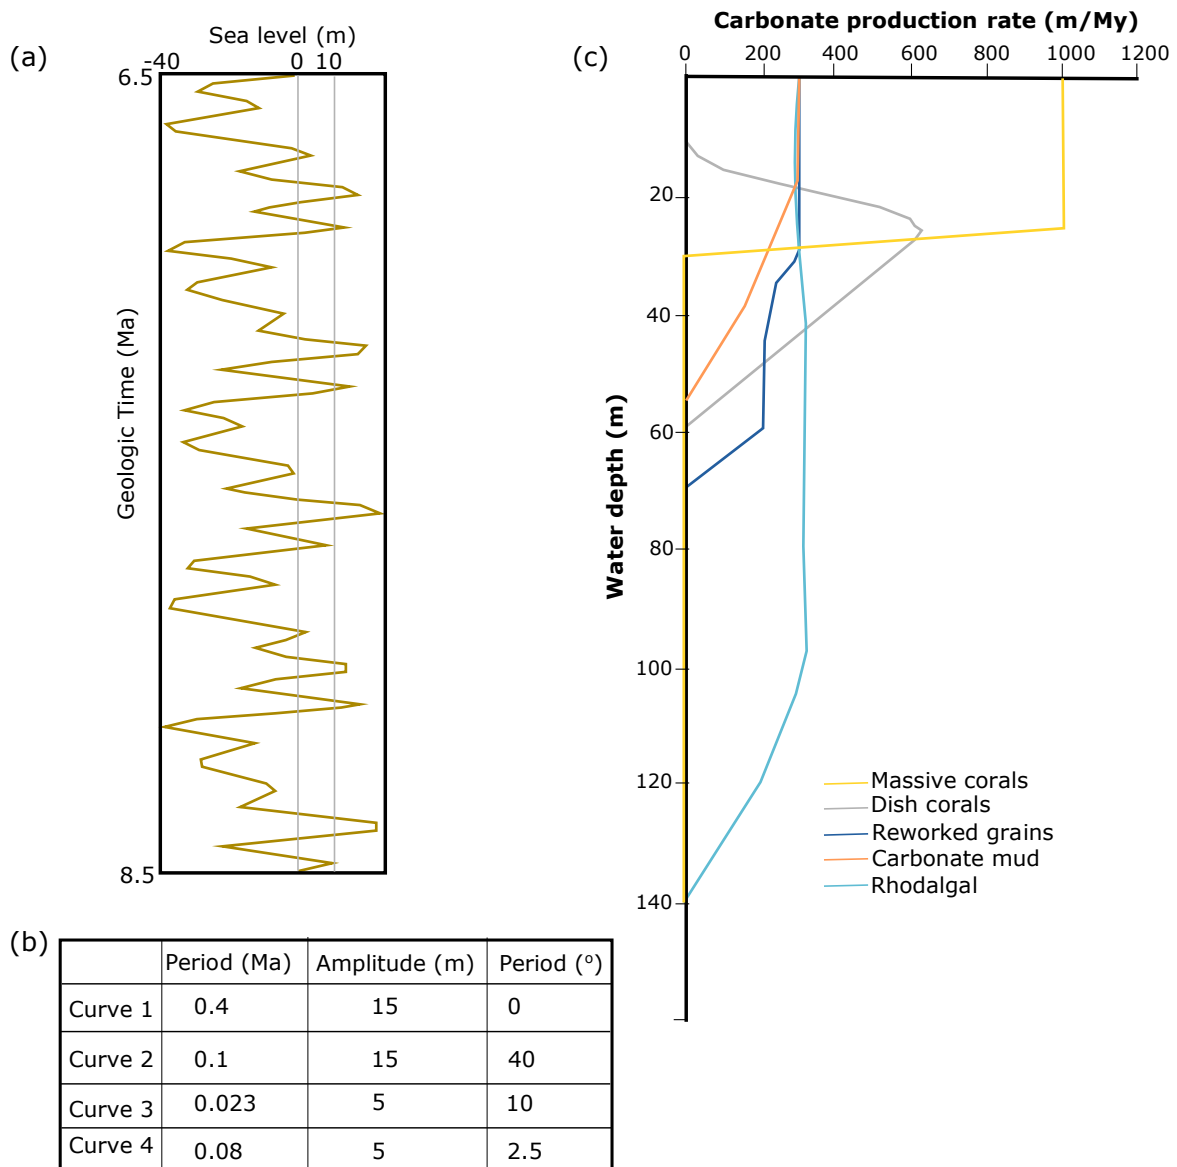 (a)
Sea level (m)
-40 0 10
6.5
Geologic Time (Ma)
8.5
(b)
Period (Ma) Amplitude (m) Period (º)
Curve 1 0.4 15 0
Curve 2 0.1 15 40
Curve 3 0.023 5 10
Curve 4 0.08 5 2.5
(c)
Carbonate production rate (m/My)
0 200 400 600 800 1000 1200
20
40
60
80
100
120
140
Water depth (m)
Massive corals
Dish corals
Reworked grains
Carbonate mud
Rhodalgal